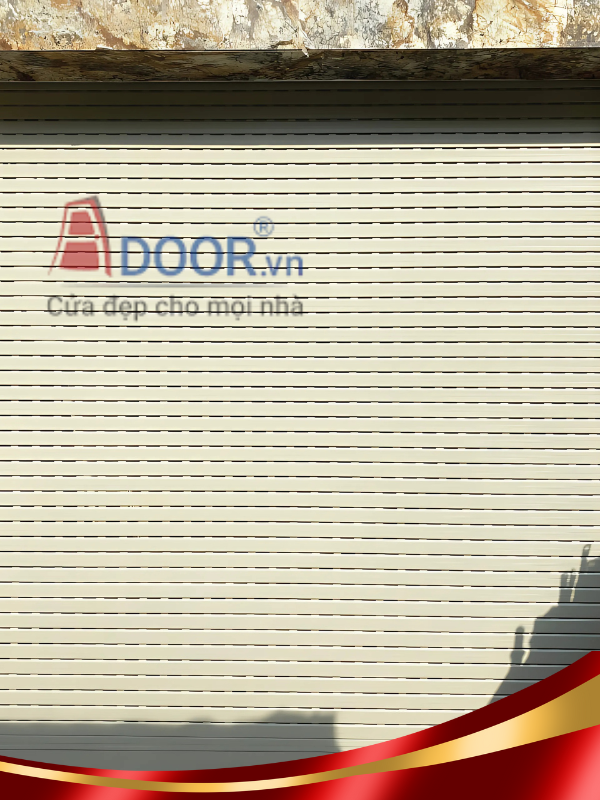 ADOOR.vn®
Cửa đẹp cho mọi nhà